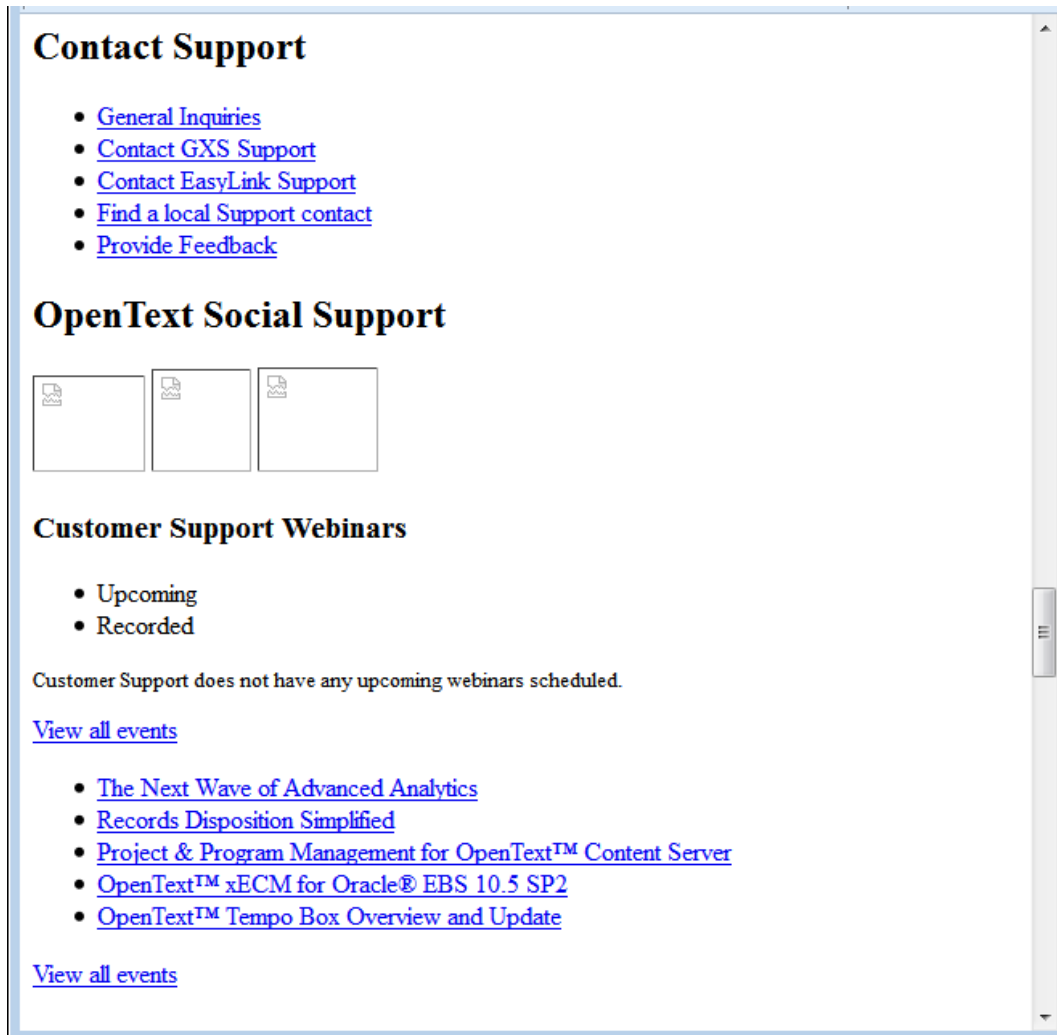 Contact Support
General Inquiries
Contact GXS Support
Contact EasyLink Support
Find a local Support contact
Provide Feedback
OpenText Social Support
Customer Support Webinars
Upcoming
Recorded
Customer Support does not have any upcoming webinars scheduled.
View all events
The Next Wave of Advanced Analytics
Records Disposition Simplified
Project & Program Management for OpenText™ Content Server
OpenText™ xECM for Oracle® EBS 10.5 SP2
OpenText™ Tempo Box Overview and Update
View all events